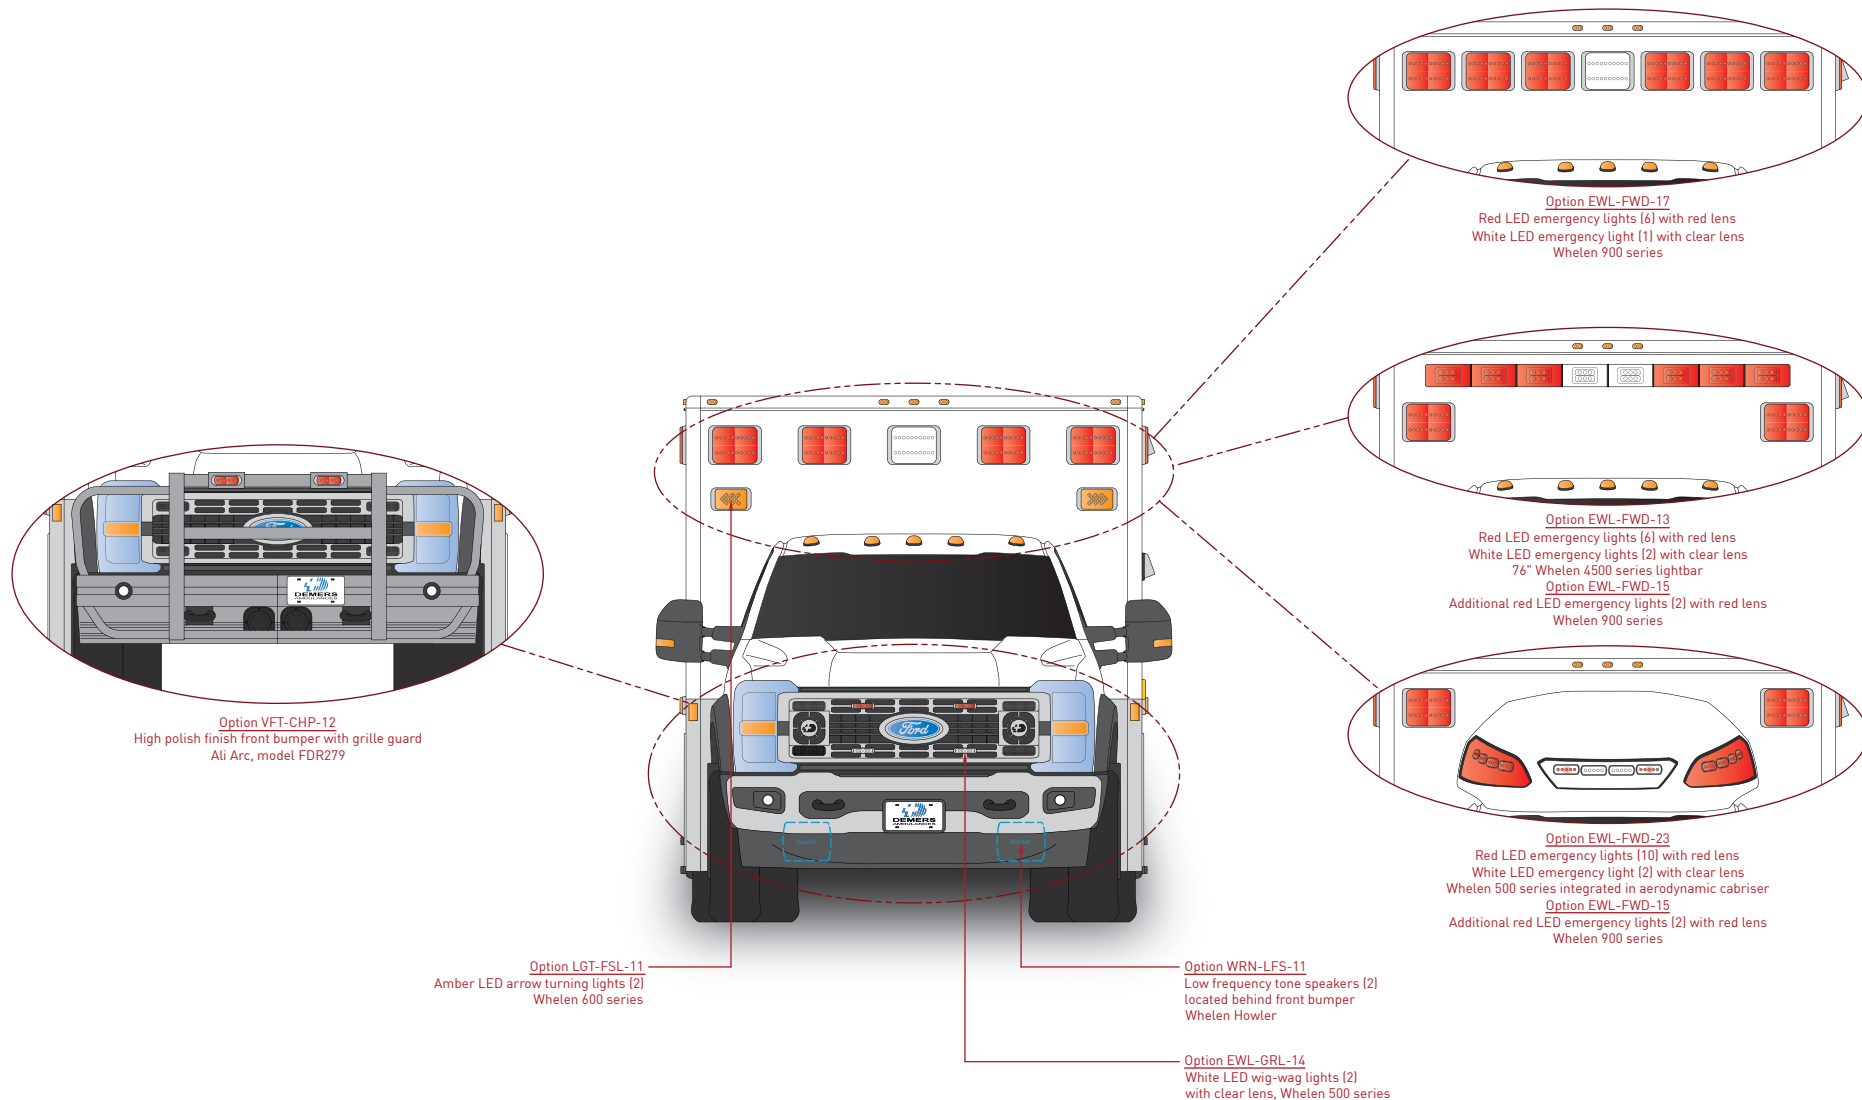 Option EWL-FWD-17
Red LED emergency lights (6) with red lens
White LED emergency light (1) with clear lens
Whelen 900 series
Option EWL-FWD-13
Red LED emergency lights (6) with red lens
White LED emergency lights (2) with clear lens
76" Whelen 4500 series lightbar
Option EWL-FWD-15
Additional red LED emergency lights (2) with red lens
Whelen 900 series
Ford
DEMERS
AMBULANCES
Option VFT-CHP-12
High polish finish front bumper with grille guard
Ali Arc, model FDR279
Ford
DEMERS
AMBULANCES
Howler
Howler
Option EWL-FWD-23
Red LED emergency lights (10) with red lens
White LED emergency light (2) with clear lens
Whelen 500 series integrated in aerodynamic cabriser
Option EWL-FWD-15
Additional red LED emergency lights (2) with red lens
Whelen 900 series
Option LGT-FSL-11
Amber LED arrow turning lights (2)
Whelen 600 series
Option WRN-LFS-11
Low frequency tone speakers (2)
located behind front bumper
Whelen Howler
Option EWL-GRL-14
White LED wig-wag lights (2)
with clear lens, Whelen 500 series